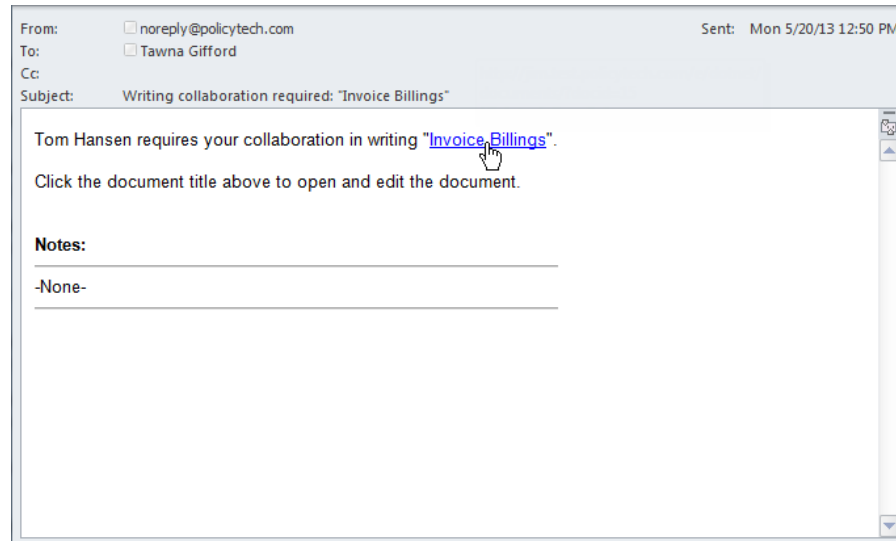 From: noreply@policytech.com Sent: Mon 5/20/13 12:50 PM
To: Tawna Gifford
Cc:
Subject: Writing collaboration required: "Invoice Billings"
Tom Hansen requires your collaboration in writing "Invoice Billings".
Click the document title above to open and edit the document.
Notes:
-None-